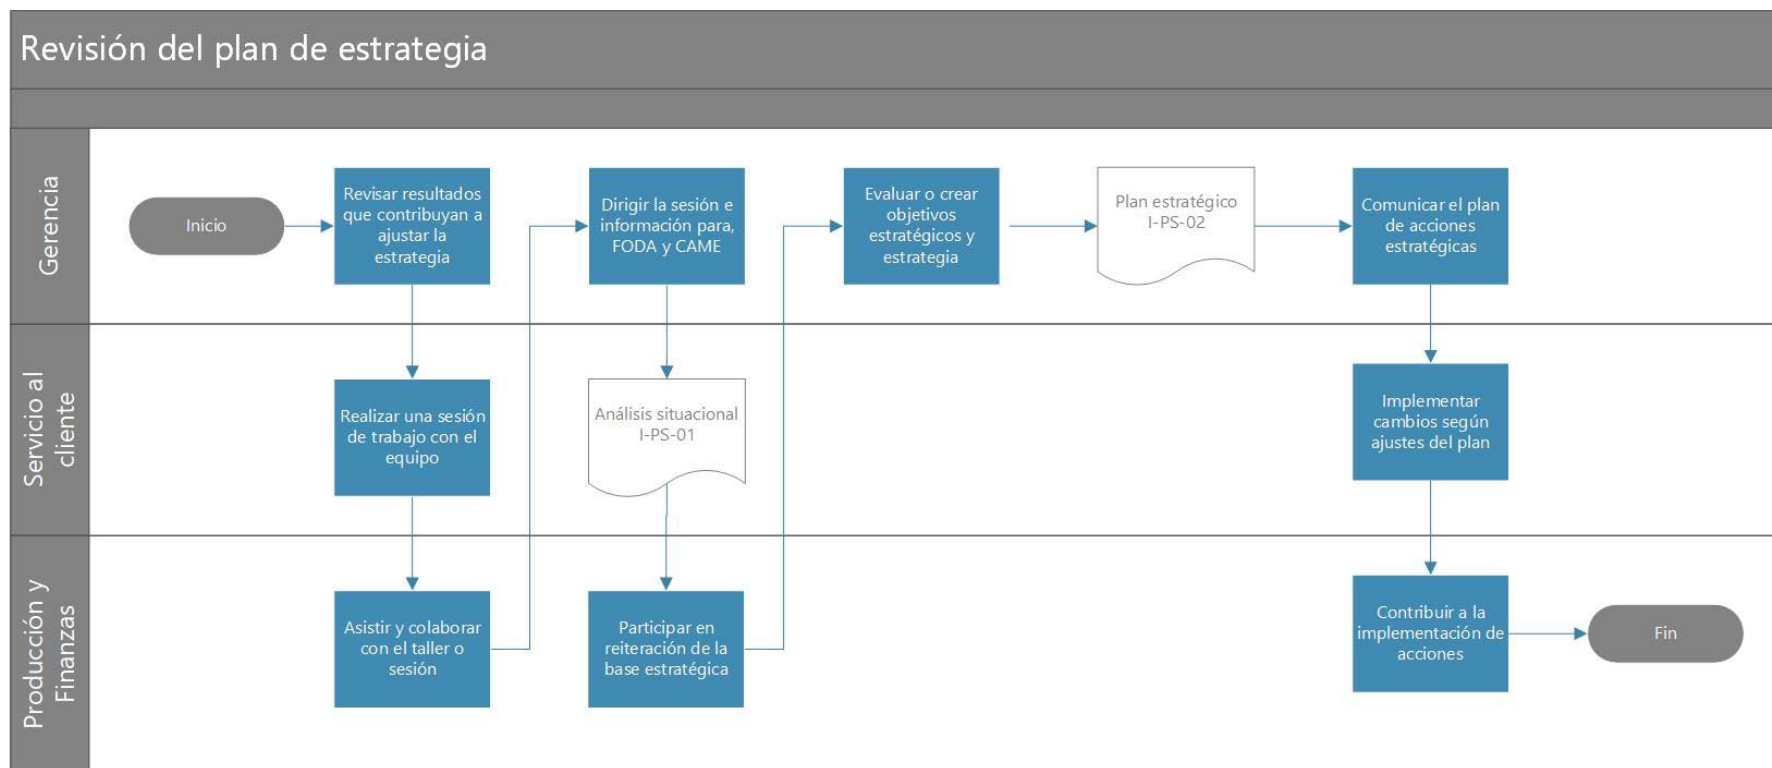 Revisión del plan de estrategia
Gerencia
Inicio
Revisar resultados
que contribuyan a
ajustar la
estrategia
Dirigir la sesión e
información para,
FODA y CAME
Evaluar o crear
objetivos
estratégicos y
estrategia
Plan estratégico
I-PS-02
Comunicar el plan
de acciones
estratégicas
Servicio al
cliente
Realizar una sesión
de trabajo con el
equipo
Análisis situacional
I-PS-01
Implementar
cambios según
ajustes del plan
Producción y
Finanzas
Asistir y colaborar
con el taller o
sesión
Participar en
reiteración de la
base estratégica
Contribuir a la
implementación de
acciones
Fin